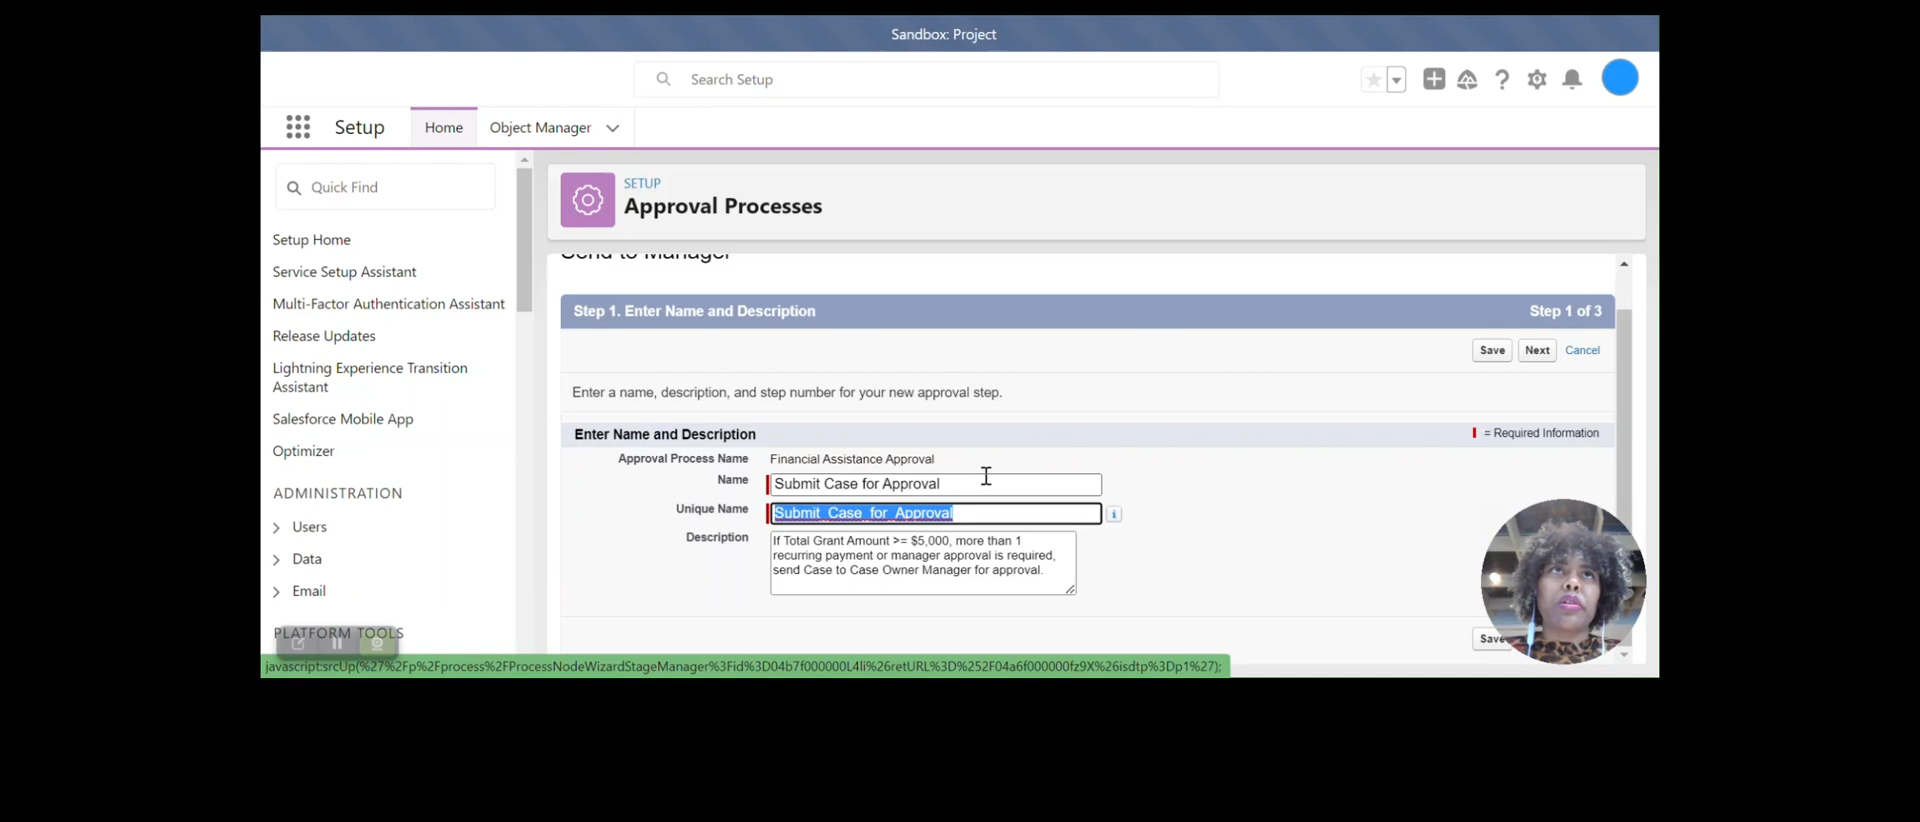 Sandbox: Project
Search Setup
Setup
Home
Object Manager
Quick Find
Setup Home
Service Setup Assistant
Multi-Factor Authentication Assistant
Release Updates
Lightning Experience Transition
Assistant
Salesforce Mobile App
Optimizer
ADMINISTRATION
Users
Data
Email
PLATFORM TOOLS
SETUP
Approval Processes
Send to Manager
Step 1. Enter Name and Description
Step 1 of 3
Save
Next
Cancel
Enter a name, description, and step number for your new approval step.
Enter Name and Description
= Required Information
Approval Process Name
Financial Assistance Approval
Name
Submit Case for Approval
Unique Name
Submit_Case_for_Approval
Description
If Total Grant Amount >= $5,000, more than 1
recurring payment or manager approval is required,
send Case to Case Owner Manager for approval.
Save
javascript:srcUp(%27%2Fp%2Fprocess%2FProcessNodeWizardStageManager%3Fid%3D04b7f000000L4li%26retURL%3D%252F04a6f000000fz9X%26isdtp%3Dp1%27);